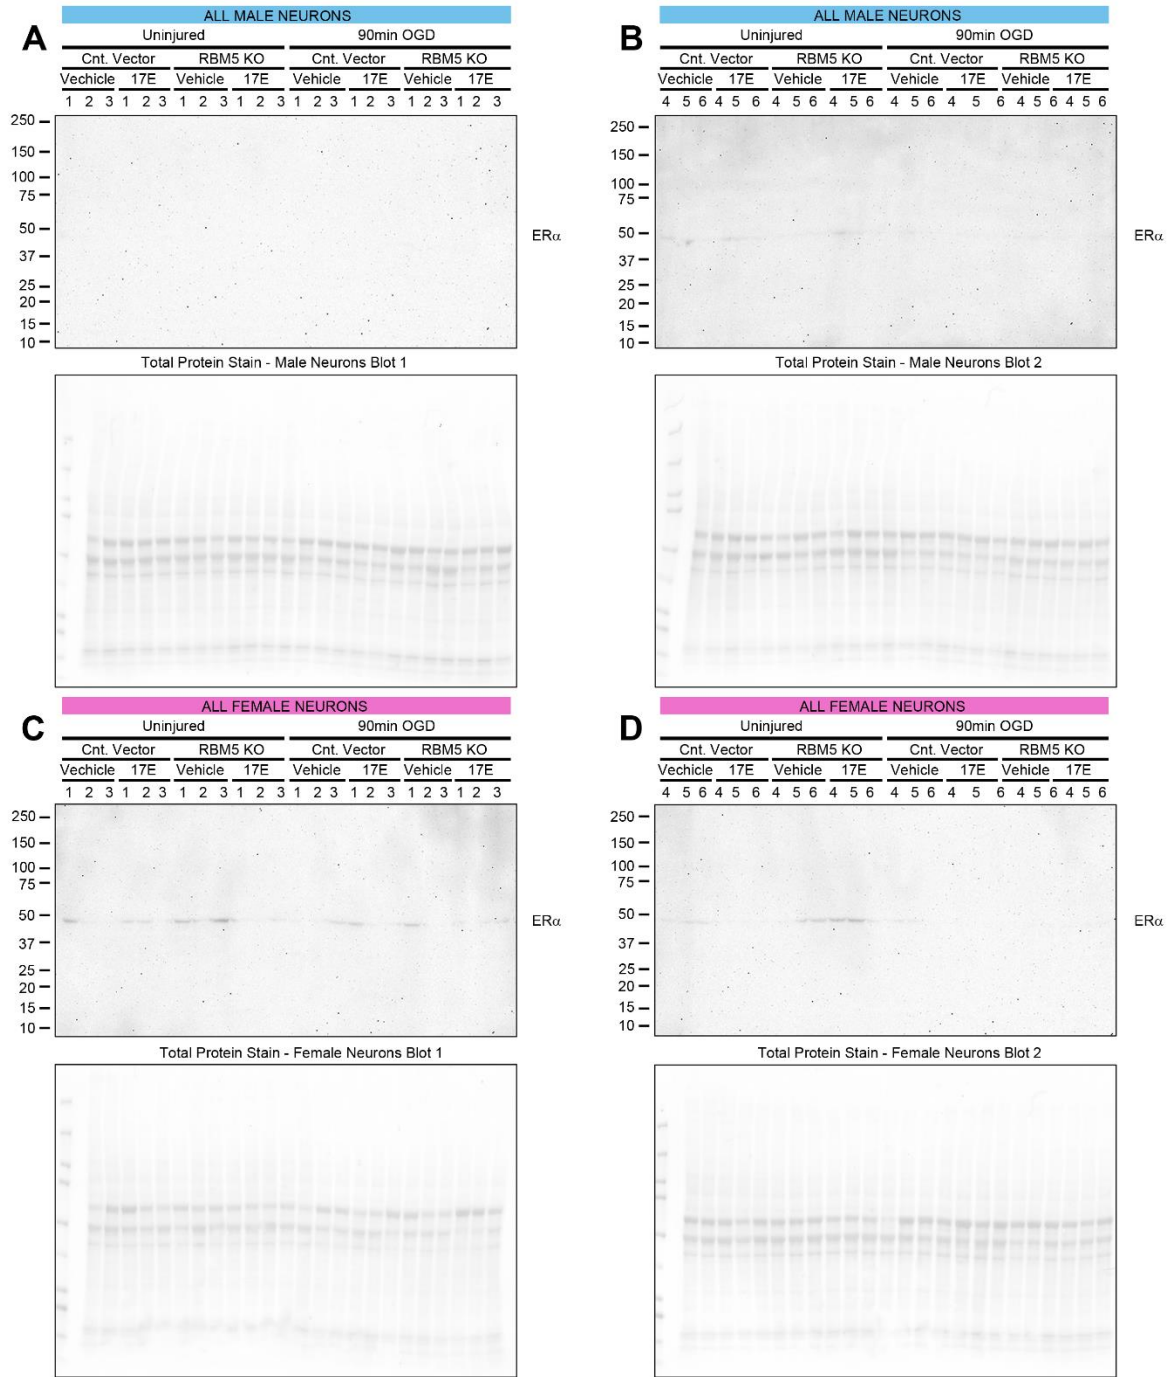 A
ALL MALE NEURONS
Uninjured 90min OGD
Cnt. Vector RBM5 KO Cnt. Vector RBM5 KO
Vechicle 17E Vehicle 17E Vehicle 17E Vehicle 17E
1 2 3 1 2 3 1 2 3 1 2 3 1 2 3 1 2 3 1 2 3 1 2 3
250
150
100
75
50
37
25
20
15
10
ERα
Total Protein Stain - Male Neurons Blot 1
B
ALL MALE NEURONS
Uninjured 90min OGD
Cnt. Vector RBM5 KO Cnt. Vector RBM5 KO
Vechicle 17E Vehicle 17E Vehicle 17E Vehicle 17E
4 5 6 4 5 6 4 5 6 4 5 6 4 5 6 4 5 6 4 5 6 4 5 6
250
150
100
75
50
37
25
20
15
10
ERα
Total Protein Stain - Male Neurons Blot 2
C
ALL FEMALE NEURONS
Uninjured 90min OGD
Cnt. Vector RBM5 KO Cnt. Vector RBM5 KO
Vechicle 17E Vehicle 17E Vehicle 17E Vehicle 17E
1 2 3 1 2 3 1 2 3 1 2 3 1 2 3 1 2 3 1 2 3 1 2 3
250
150
100
75
50
37
25
20
15
10
ERα
Total Protein Stain - Female Neurons Blot 1
D
ALL FEMALE NEURONS
Uninjured 90min OGD
Cnt. Vector RBM5 KO Cnt. Vector RBM5 KO
Vechicle 17E Vehicle 17E Vehicle 17E Vehicle 17E
4 5 6 4 5 6 4 5 6 4 5 6 4 5 6 4 5 6 4 5 6 4 5 6
250
150
100
75
50
37
25
20
15
10
ERα
Total Protein Stain - Female Neurons Blot 2